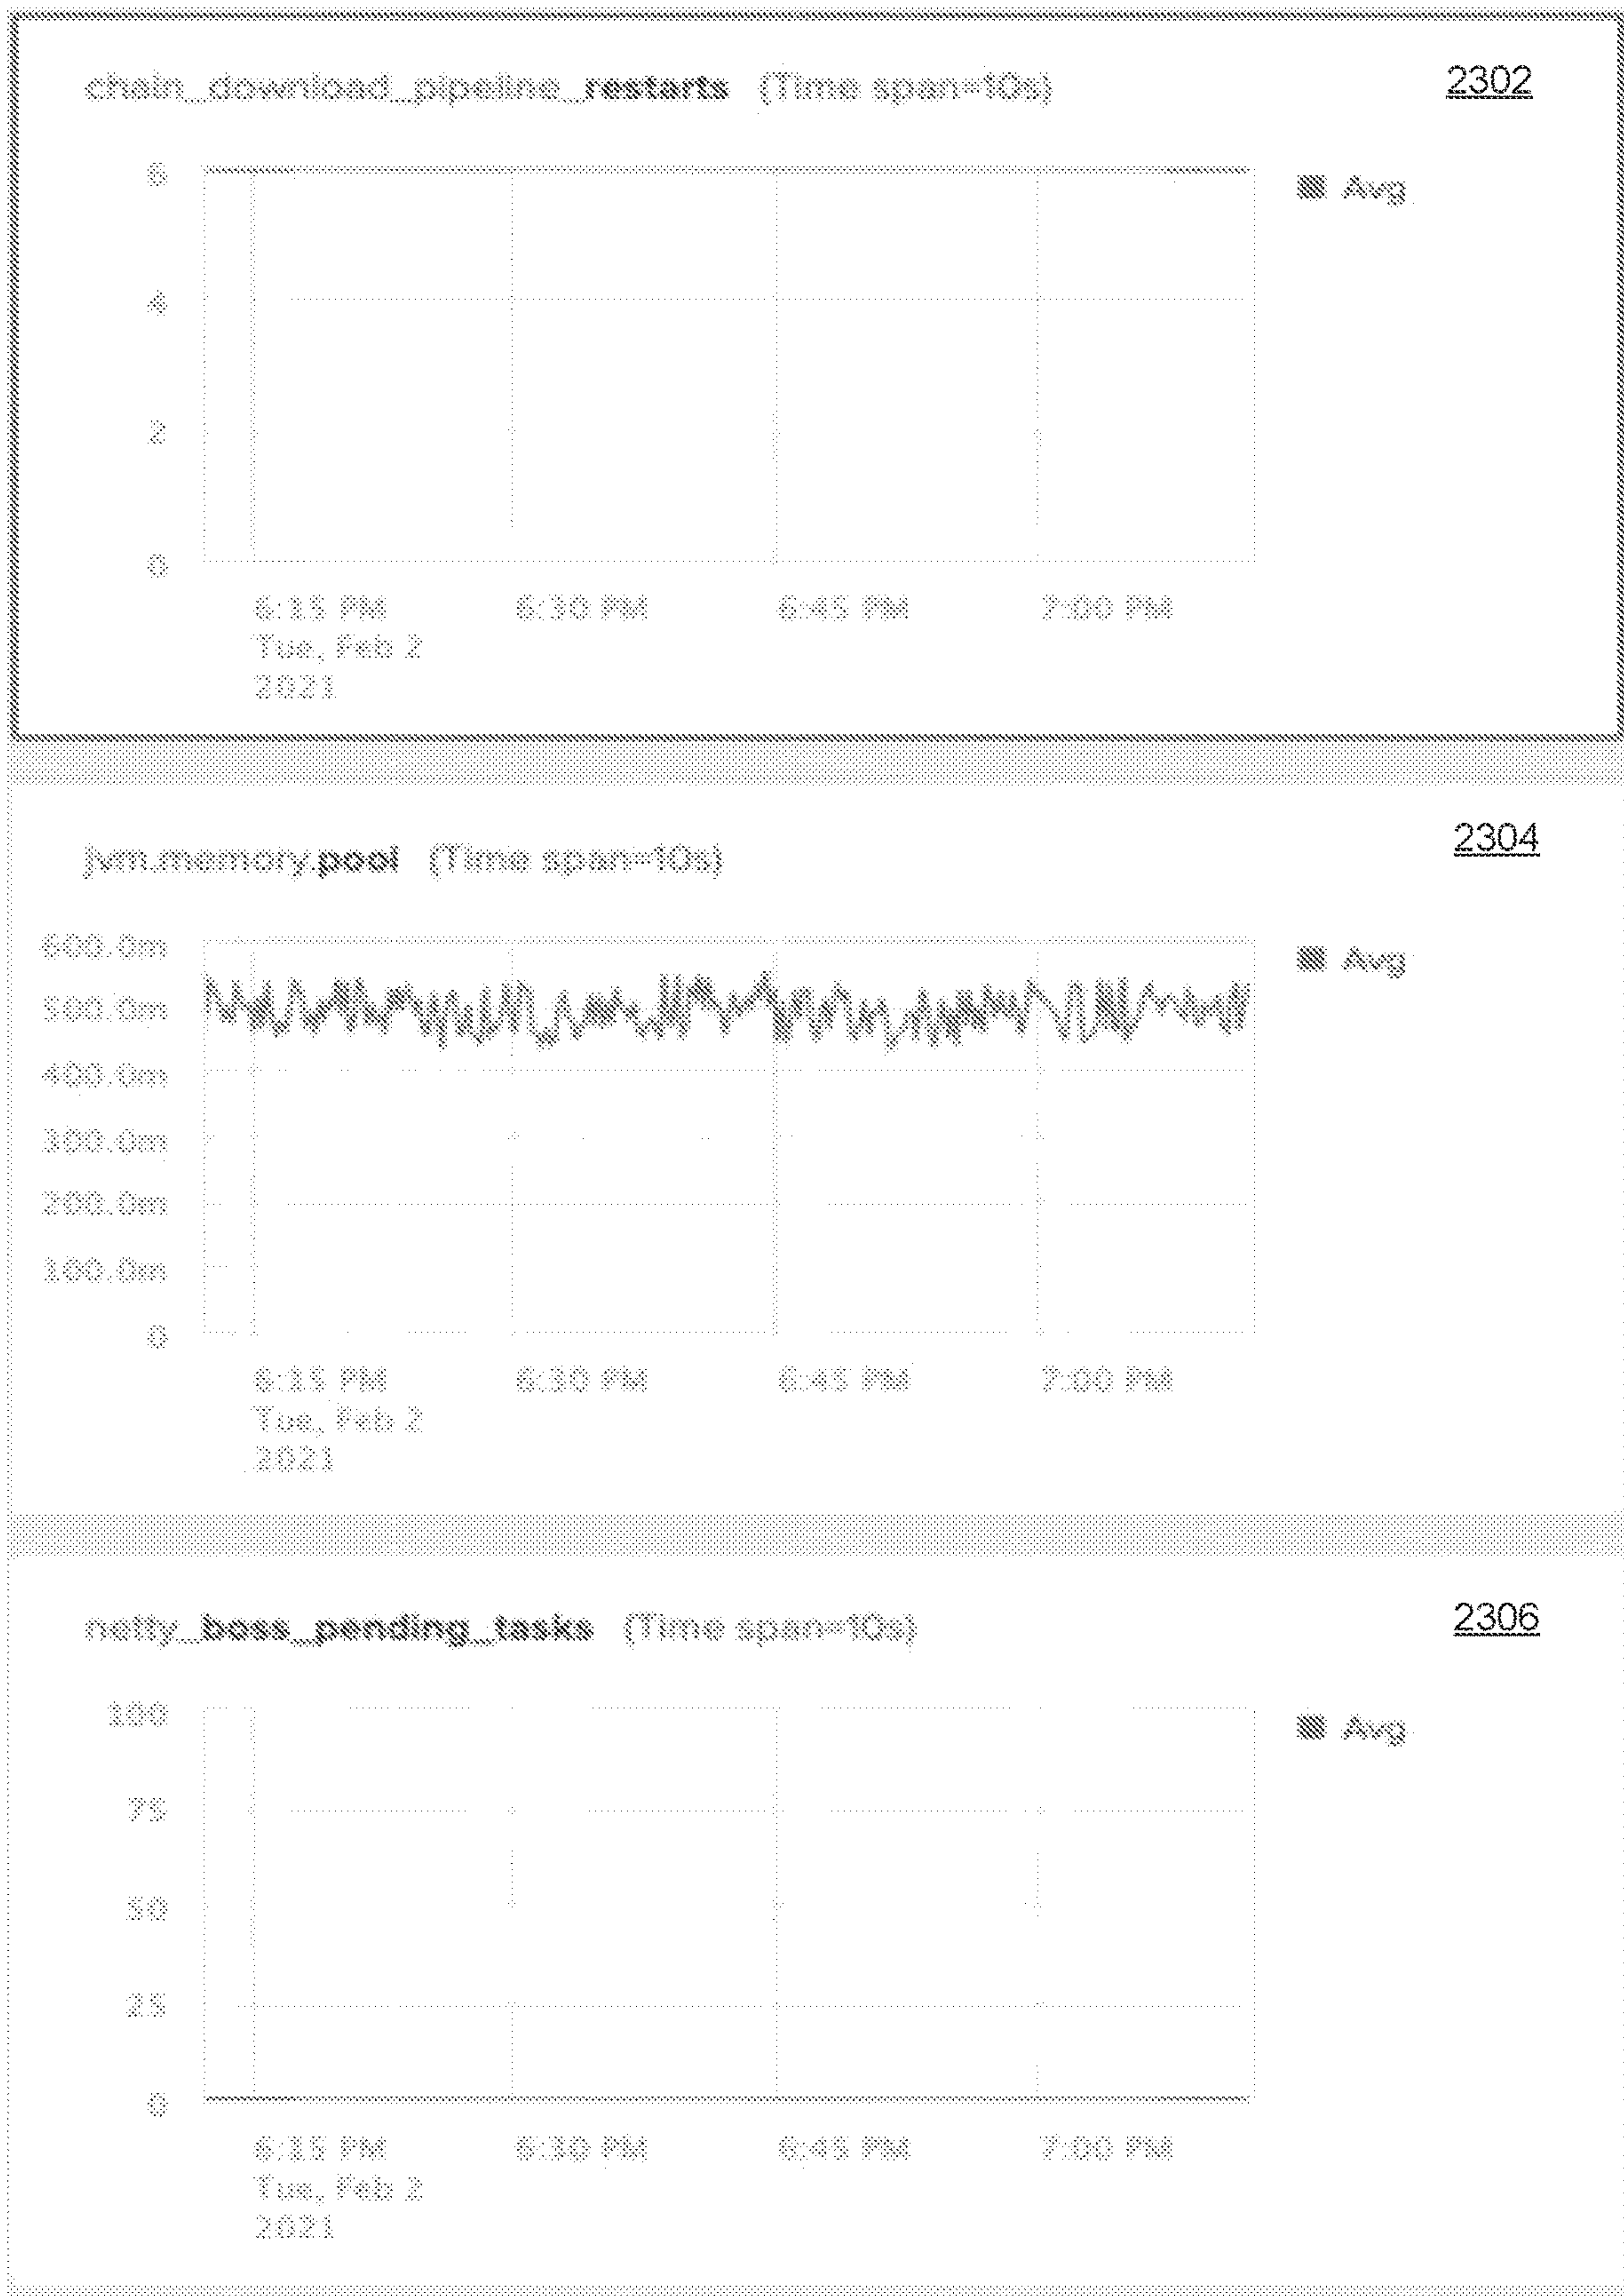 chain_download_pipeline_restarts (Time span=10s)
2302
6
4
2
0
Avg
6:15 PM
6:30 PM
6:45 PM
7:00 PM
Tue, Feb 2
2021
jvm.memory.pool (Time span=10s)
2304
600.0m
500.0m
400.0m
300.0m
200.0m
100.0m
0
Avg
6:15 PM
6:30 PM
6:45 PM
7:00 PM
Tue, Feb 2
2021
netty_boss_pending_tasks (Time span=10s)
2306
100
75
50
25
0
Avg
6:15 PM
6:30 PM
6:45 PM
7:00 PM
Tue, Feb 2
2021